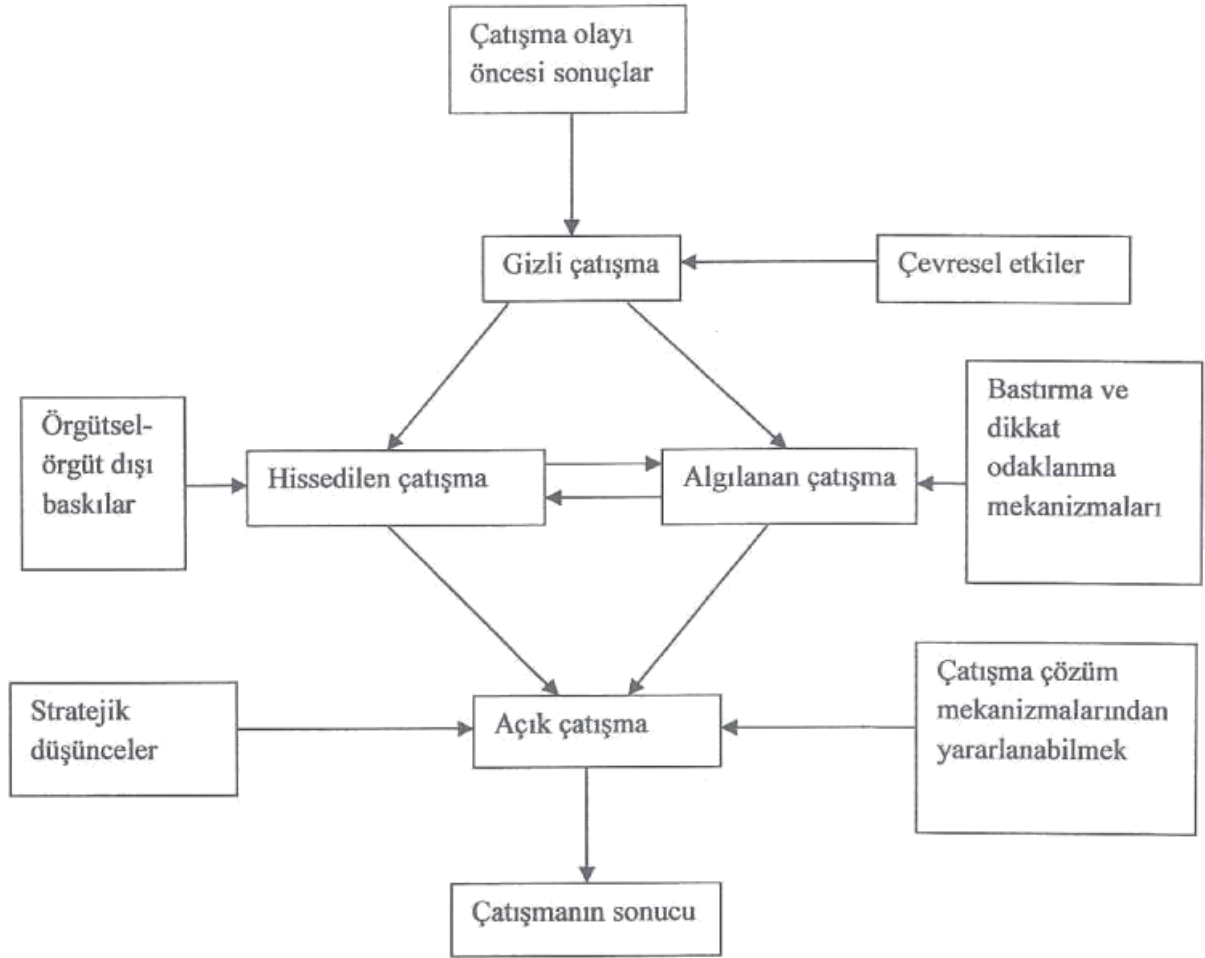 Çatışma olayı
öncesi sonuçlar
Gizli çatışma
Çevresel etkiler
Örgütsel-
örgüt dışı
baskılar
Hissedilen çatışma
Algılanan çatışma
Bastırma ve
dikkat
odaklanma
mekanizmaları
Stratejik
düşünceler
Açık çatışma
Çatışma çözüm
mekanizmalarından
yararlanabilmek
Çatışmanın sonucu